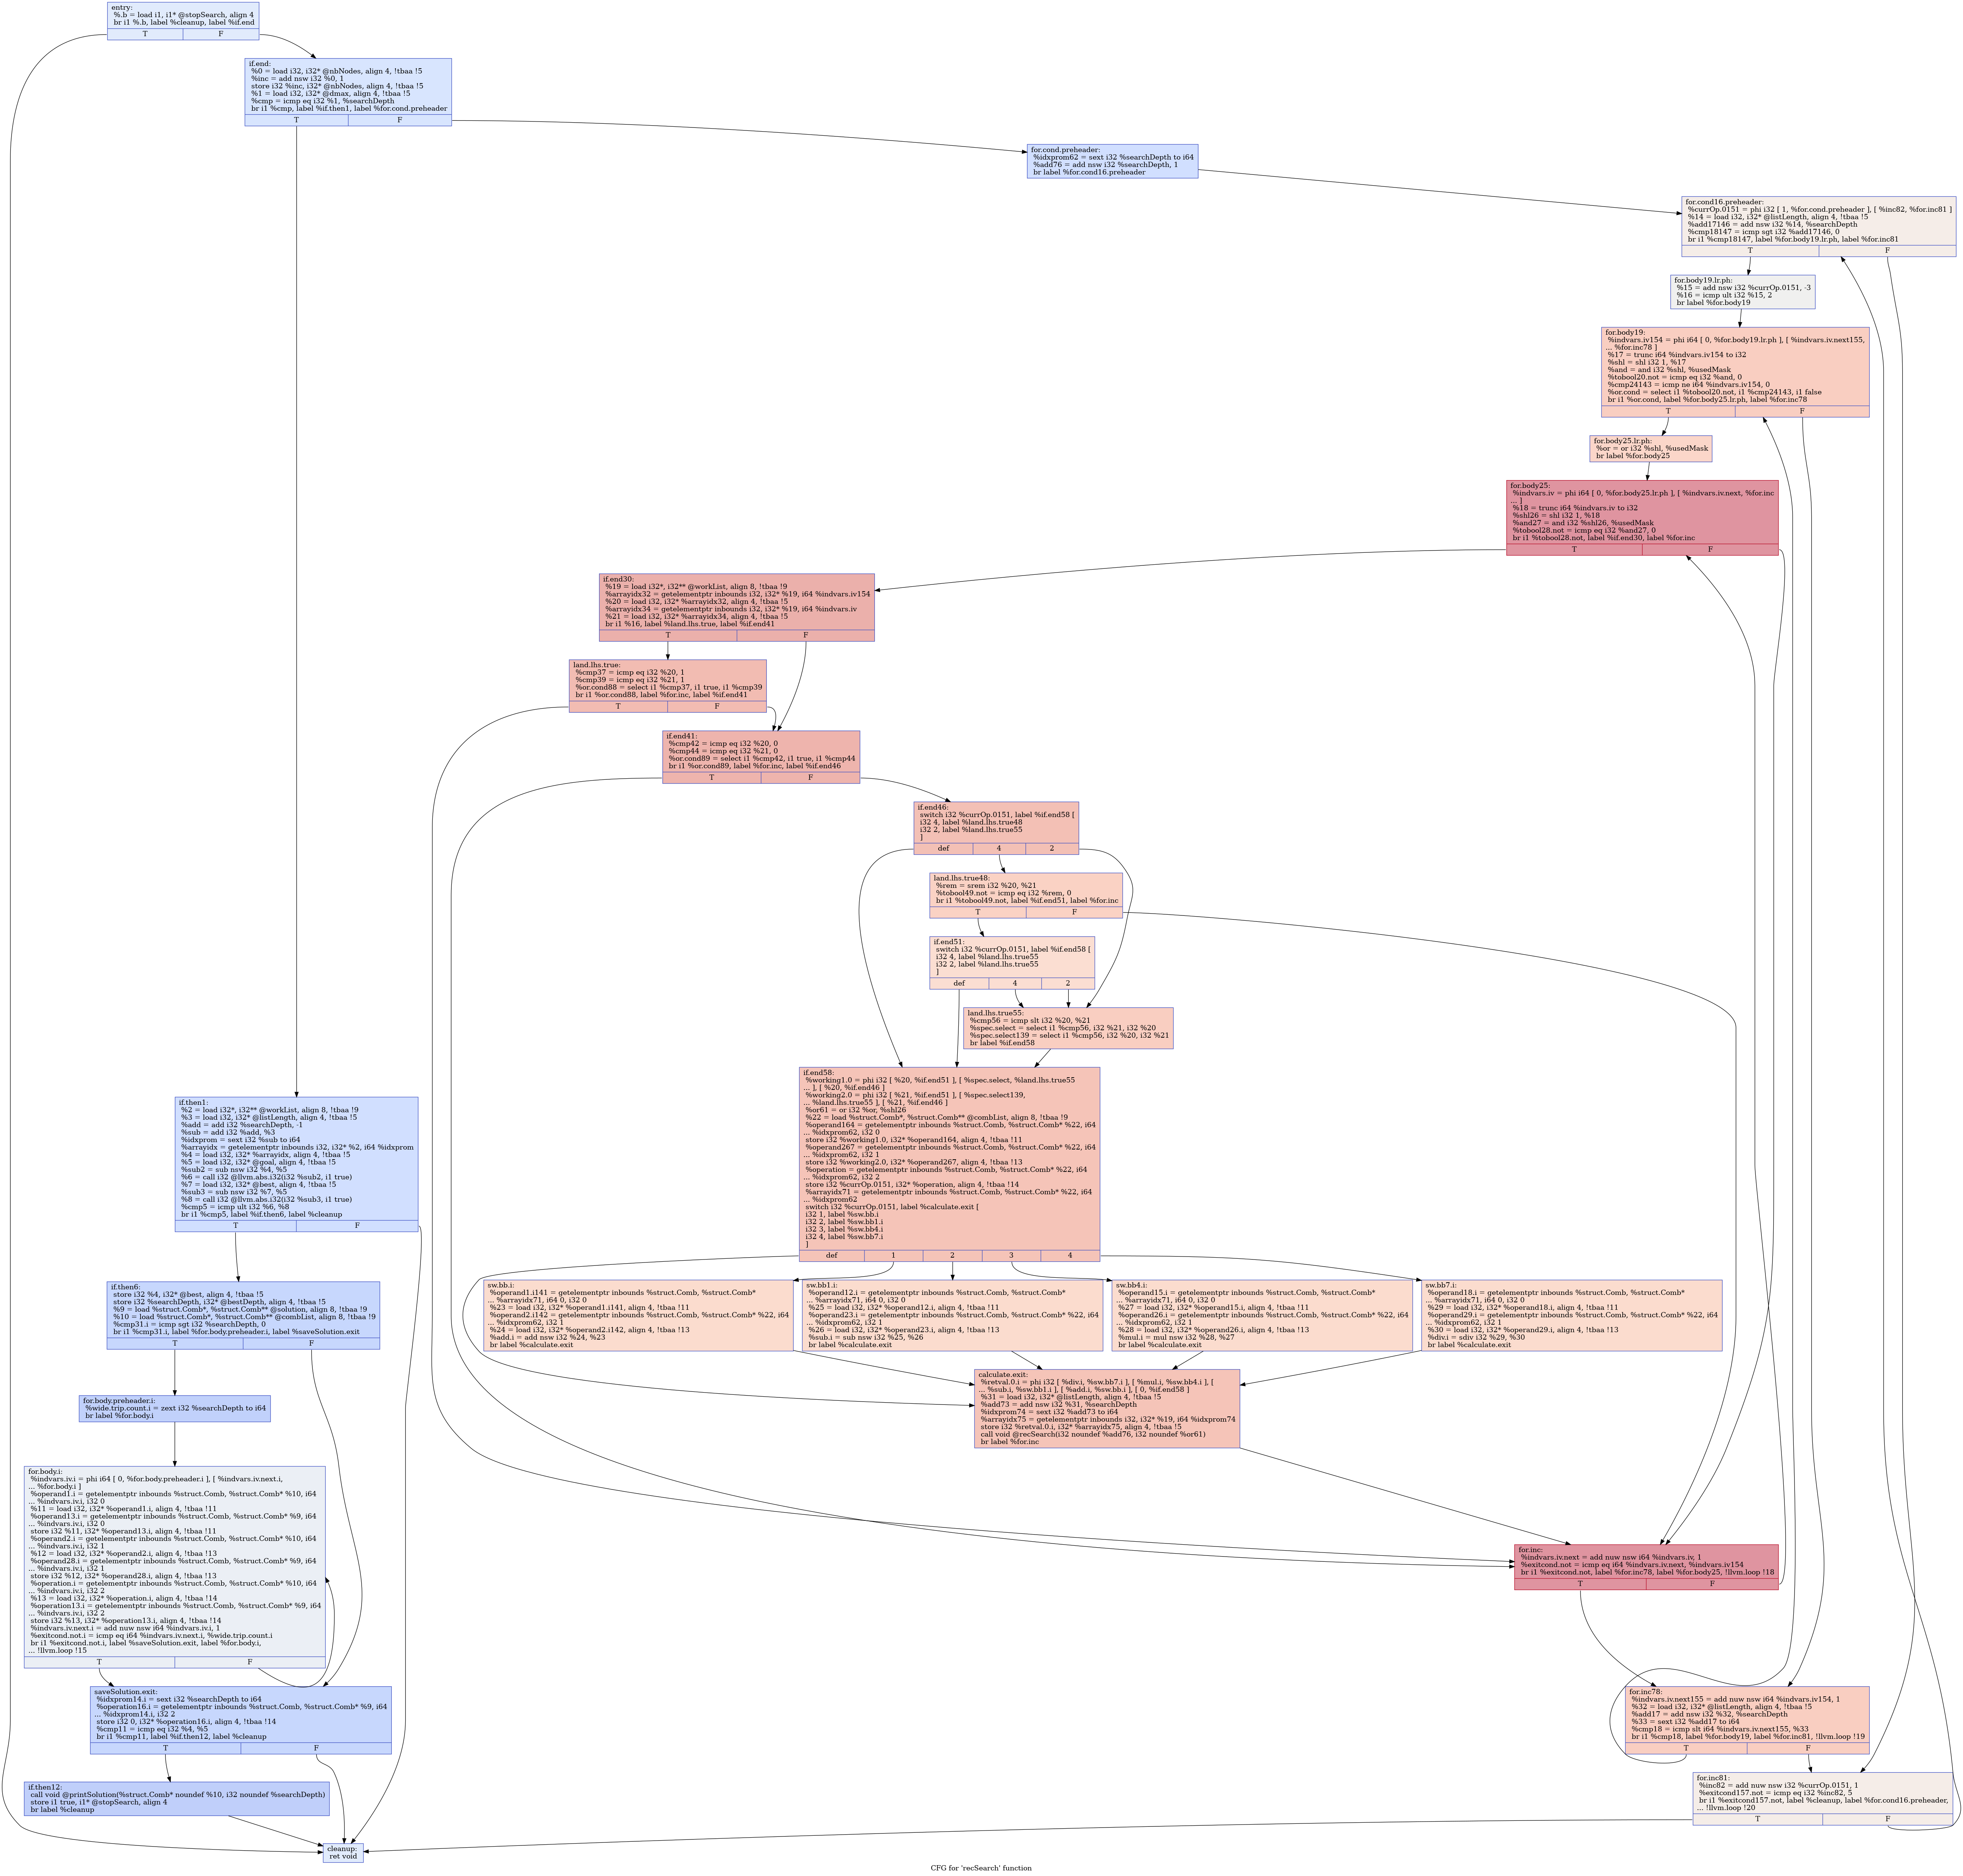 entry:
%.b = load i1, i1* @stopSearch, align 4
br i1 %.b, label %cleanup, label %if.end
T F
if.end:
%0 = load i32, i32* @nbNodes, align 4, !tbaa !5
%inc = add nsw i32 %0, 1
store i32 %inc, i32* @nbNodes, align 4, !tbaa !5
%1 = load i32, i32* @dmax, align 4, !tbaa !5
%cmp = icmp eq i32 %1, %searchDepth
br i1 %cmp, label %if.then1, label %for.cond.preheader
T F
for.cond.preheader:
%idxprom62 = sext i32 %searchDepth to i64
%add76 = add nsw i32 %searchDepth, 1
br label %for.cond16.preheader
for.cond16.preheader:
%currOp.0151 = phi i32 [ 1, %for.cond.preheader ], [ %inc82, %for.inc81 ]
%14 = load i32, i32* @listLength, align 4, !tbaa !5
%add17146 = add nsw i32 %14, %searchDepth
%cmp18147 = icmp sgt i32 %add17146, 0
br i1 %cmp18147, label %for.body19.lr.ph, label %for.inc81
T F
for.body19.lr.ph:
%15 = add nsw i32 %currOp.0151, -3
%16 = icmp ult i32 %15, 2
br label %for.body19
for.body19:
%indvars.iv154 = phi i64 [ 0, %for.body19.lr.ph ], [ %indvars.iv.next155,
... %for.inc78 ]
%17 = trunc i64 %indvars.iv154 to i32
%shl = shl i32 1, %17
%and = and i32 %shl, %usedMask
%tobool20.not = icmp eq i32 %and, 0
%cmp24143 = icmp ne i64 %indvars.iv154, 0
%or.cond = select i1 %tobool20.not, i1 %cmp24143, i1 false
br i1 %or.cond, label %for.body25.lr.ph, label %for.inc78
T F
for.body25.lr.ph:
%or = or i32 %shl, %usedMask
br label %for.body25
for.body25:
%indvars.iv = phi i64 [ 0, %for.body25.lr.ph ], [ %indvars.iv.next, %for.inc
... ]
%18 = trunc i64 %indvars.iv to i32
%shl26 = shl i32 1, %18
%and27 = and i32 %shl26, %usedMask
%tobool28.not = icmp eq i32 %and27, 0
br i1 %tobool28.not, label %if.end30, label %for.inc
T F
if.end30:
%19 = load i32*, i32** @workList, align 8, !tbaa !9
%arrayidx32 = getelementptr inbounds i32, i32* %19, i64 %indvars.iv154
%20 = load i32, i32* %arrayidx32, align 4, !tbaa !5
%arrayidx34 = getelementptr inbounds i32, i32* %19, i64 %indvars.iv
%21 = load i32, i32* %arrayidx34, align 4, !tbaa !5
br i1 %16, label %land.lhs.true, label %if.end41
T F
land.lhs.true:
%cmp37 = icmp eq i32 %20, 1
%cmp39 = icmp eq i32 %21, 1
%or.cond88 = select i1 %cmp37, i1 true, i1 %cmp39
br i1 %or.cond88, label %for.inc, label %if.end41
T F
if.end41:
%cmp42 = icmp eq i32 %20, 0
%cmp44 = icmp eq i32 %21, 0
%or.cond89 = select i1 %cmp42, i1 true, i1 %cmp44
br i1 %or.cond89, label %for.inc, label %if.end46
T F
if.end46:
switch i32 %currOp.0151, label %if.end58 [
i32 4, label %land.lhs.true48
i32 2, label %land.lhs.true55
]
def 4 2
land.lhs.true48:
%rem = srem i32 %20, %21
%tobool49.not = icmp eq i32 %rem, 0
br i1 %tobool49.not, label %if.end51, label %for.inc
T F
if.end51:
switch i32 %currOp.0151, label %if.end58 [
i32 4, label %land.lhs.true55
i32 2, label %land.lhs.true55
]
def 4 2
land.lhs.true55:
%cmp56 = icmp slt i32 %20, %21
%spec.select = select i1 %cmp56, i32 %21, i32 %20
%spec.select139 = select i1 %cmp56, i32 %20, i32 %21
br label %if.end58
if.end58:
%working1.0 = phi i32 [ %20, %if.end51 ], [ %spec.select, %land.lhs.true55
... ], [ %20, %if.end46 ]
%working2.0 = phi i32 [ %21, %if.end51 ], [ %spec.select139,
... %land.lhs.true55 ], [ %21, %if.end46 ]
%or61 = or i32 %or, %shl26
%22 = load %struct.Comb*, %struct.Comb** @combList, align 8, !tbaa !9
%operand164 = getelementptr inbounds %struct.Comb, %struct.Comb* %22, i64
... %idxprom62, i32 0
store i32 %working1.0, i32* %operand164, align 4, !tbaa !11
%operand267 = getelementptr inbounds %struct.Comb, %struct.Comb* %22, i64
... %idxprom62, i32 1
store i32 %working2.0, i32* %operand267, align 4, !tbaa !13
%operation = getelementptr inbounds %struct.Comb, %struct.Comb* %22, i64
... %idxprom62, i32 2
store i32 %currOp.0151, i32* %operation, align 4, !tbaa !14
%arrayidx71 = getelementptr inbounds %struct.Comb, %struct.Comb* %22, i64
... %idxprom62
switch i32 %currOp.0151, label %calculate.exit [
i32 1, label %sw.bb.i
i32 2, label %sw.bb1.i
i32 3, label %sw.bb4.i
i32 4, label %sw.bb7.i
]
def 1 2 3 4
if.then1:
%2 = load i32*, i32** @workList, align 8, !tbaa !9
%3 = load i32, i32* @listLength, align 4, !tbaa !5
%add = add i32 %searchDepth, -1
%sub = add i32 %add, %3
%idxprom = sext i32 %sub to i64
%arrayidx = getelementptr inbounds i32, i32* %2, i64 %idxprom
%4 = load i32, i32* %arrayidx, align 4, !tbaa !5
%5 = load i32, i32* @goal, align 4, !tbaa !5
%sub2 = sub nsw i32 %4, %5
%6 = call i32 @llvm.abs.i32(i32 %sub2, i1 true)
%7 = load i32, i32* @best, align 4, !tbaa !5
%sub3 = sub nsw i32 %7, %5
%8 = call i32 @llvm.abs.i32(i32 %sub3, i1 true)
%cmp5 = icmp ult i32 %6, %8
br i1 %cmp5, label %if.then6, label %cleanup
T F
sw.bb.i:
%operand1.i141 = getelementptr inbounds %struct.Comb, %struct.Comb*
... %arrayidx71, i64 0, i32 0
%23 = load i32, i32* %operand1.i141, align 4, !tbaa !11
%operand2.i142 = getelementptr inbounds %struct.Comb, %struct.Comb* %22, i64
... %idxprom62, i32 1
%24 = load i32, i32* %operand2.i142, align 4, !tbaa !13
%add.i = add nsw i32 %24, %23
br label %calculate.exit
sw.bb1.i:
%operand12.i = getelementptr inbounds %struct.Comb, %struct.Comb*
... %arrayidx71, i64 0, i32 0
%25 = load i32, i32* %operand12.i, align 4, !tbaa !11
%operand23.i = getelementptr inbounds %struct.Comb, %struct.Comb* %22, i64
... %idxprom62, i32 1
%26 = load i32, i32* %operand23.i, align 4, !tbaa !13
%sub.i = sub nsw i32 %25, %26
br label %calculate.exit
sw.bb4.i:
%operand15.i = getelementptr inbounds %struct.Comb, %struct.Comb*
... %arrayidx71, i64 0, i32 0
%27 = load i32, i32* %operand15.i, align 4, !tbaa !11
%operand26.i = getelementptr inbounds %struct.Comb, %struct.Comb* %22, i64
... %idxprom62, i32 1
%28 = load i32, i32* %operand26.i, align 4, !tbaa !13
%mul.i = mul nsw i32 %28, %27
br label %calculate.exit
sw.bb7.i:
%operand18.i = getelementptr inbounds %struct.Comb, %struct.Comb*
... %arrayidx71, i64 0, i32 0
%29 = load i32, i32* %operand18.i, align 4, !tbaa !11
%operand29.i = getelementptr inbounds %struct.Comb, %struct.Comb* %22, i64
... %idxprom62, i32 1
%30 = load i32, i32* %operand29.i, align 4, !tbaa !13
%div.i = sdiv i32 %29, %30
br label %calculate.exit
if.then6:
store i32 %4, i32* @best, align 4, !tbaa !5
store i32 %searchDepth, i32* @bestDepth, align 4, !tbaa !5
%9 = load %struct.Comb*, %struct.Comb** @solution, align 8, !tbaa !9
%10 = load %struct.Comb*, %struct.Comb** @combList, align 8, !tbaa !9
%cmp31.i = icmp sgt i32 %searchDepth, 0
br i1 %cmp31.i, label %for.body.preheader.i, label %saveSolution.exit
T F
calculate.exit:
%retval.0.i = phi i32 [ %div.i, %sw.bb7.i ], [ %mul.i, %sw.bb4.i ], [
... %sub.i, %sw.bb1.i ], [ %add.i, %sw.bb.i ], [ 0, %if.end58 ]
%31 = load i32, i32* @listLength, align 4, !tbaa !5
%add73 = add nsw i32 %31, %searchDepth
%idxprom74 = sext i32 %add73 to i64
%arrayidx75 = getelementptr inbounds i32, i32* %19, i64 %idxprom74
store i32 %retval.0.i, i32* %arrayidx75, align 4, !tbaa !5
call void @recSearch(i32 noundef %add76, i32 noundef %or61)
br label %for.inc
for.body.preheader.i:
%wide.trip.count.i = zext i32 %searchDepth to i64
br label %for.body.i
for.body.i:
%indvars.iv.i = phi i64 [ 0, %for.body.preheader.i ], [ %indvars.iv.next.i,
... %for.body.i ]
%operand1.i = getelementptr inbounds %struct.Comb, %struct.Comb* %10, i64
... %indvars.iv.i, i32 0
%11 = load i32, i32* %operand1.i, align 4, !tbaa !11
%operand13.i = getelementptr inbounds %struct.Comb, %struct.Comb* %9, i64
... %indvars.iv.i, i32 0
store i32 %11, i32* %operand13.i, align 4, !tbaa !11
%operand2.i = getelementptr inbounds %struct.Comb, %struct.Comb* %10, i64
... %indvars.iv.i, i32 1
%12 = load i32, i32* %operand2.i, align 4, !tbaa !13
%operand28.i = getelementptr inbounds %struct.Comb, %struct.Comb* %9, i64
... %indvars.iv.i, i32 1
store i32 %12, i32* %operand28.i, align 4, !tbaa !13
%operation.i = getelementptr inbounds %struct.Comb, %struct.Comb* %10, i64
... %indvars.iv.i, i32 2
%13 = load i32, i32* %operation.i, align 4, !tbaa !14
%operation13.i = getelementptr inbounds %struct.Comb, %struct.Comb* %9, i64
... %indvars.iv.i, i32 2
store i32 %13, i32* %operation13.i, align 4, !tbaa !14
%indvars.iv.next.i = add nuw nsw i64 %indvars.iv.i, 1
%exitcond.not.i = icmp eq i64 %indvars.iv.next.i, %wide.trip.count.i
br i1 %exitcond.not.i, label %saveSolution.exit, label %for.body.i,
... !llvm.loop !15
T F
for.inc:
%indvars.iv.next = add nuw nsw i64 %indvars.iv, 1
%exitcond.not = icmp eq i64 %indvars.iv.next, %indvars.iv154
br i1 %exitcond.not, label %for.inc78, label %for.body25, !llvm.loop !18
T F
saveSolution.exit:
%idxprom14.i = sext i32 %searchDepth to i64
%operation16.i = getelementptr inbounds %struct.Comb, %struct.Comb* %9, i64
... %idxprom14.i, i32 2
store i32 0, i32* %operation16.i, align 4, !tbaa !14
%cmp11 = icmp eq i32 %4, %5
br i1 %cmp11, label %if.then12, label %cleanup
T F
for.inc78:
%indvars.iv.next155 = add nuw nsw i64 %indvars.iv154, 1
%32 = load i32, i32* @listLength, align 4, !tbaa !5
%add17 = add nsw i32 %32, %searchDepth
%33 = sext i32 %add17 to i64
%cmp18 = icmp slt i64 %indvars.iv.next155, %33
br i1 %cmp18, label %for.body19, label %for.inc81, !llvm.loop !19
T F
if.then12:
call void @printSolution(%struct.Comb* noundef %10, i32 noundef %searchDepth)
store i1 true, i1* @stopSearch, align 4
br label %cleanup
for.inc81:
%inc82 = add nuw nsw i32 %currOp.0151, 1
%exitcond157.not = icmp eq i32 %inc82, 5
br i1 %exitcond157.not, label %cleanup, label %for.cond16.preheader,
... !llvm.loop !20
T F
cleanup:
ret void
CFG for 'recSearch' function